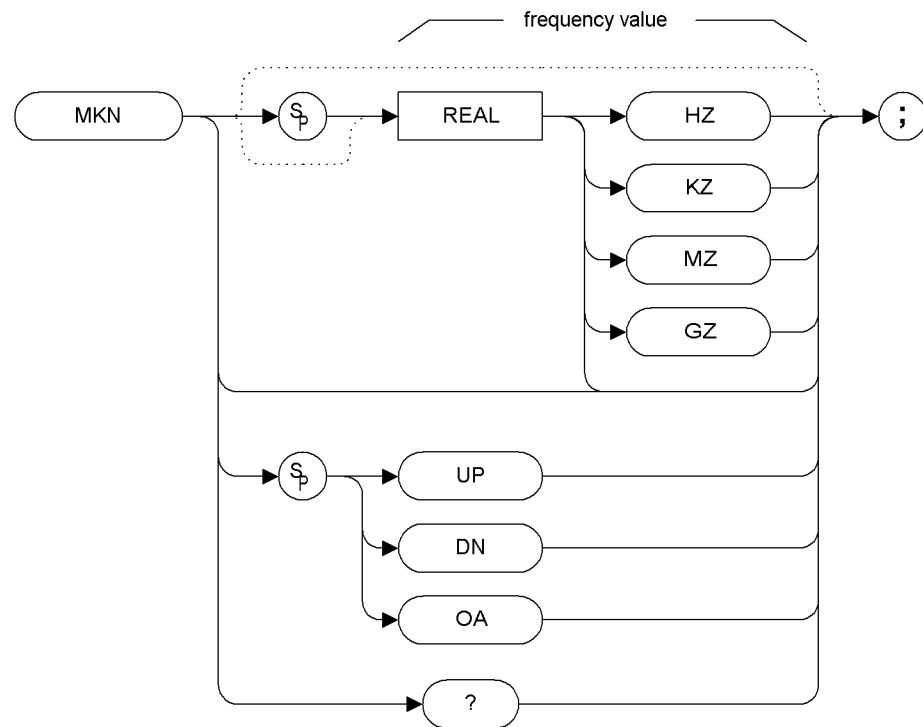 frequency value
MKN
SP
REAL
HZ
;
KZ
MZ
GZ
SP
UP
DN
OA
?